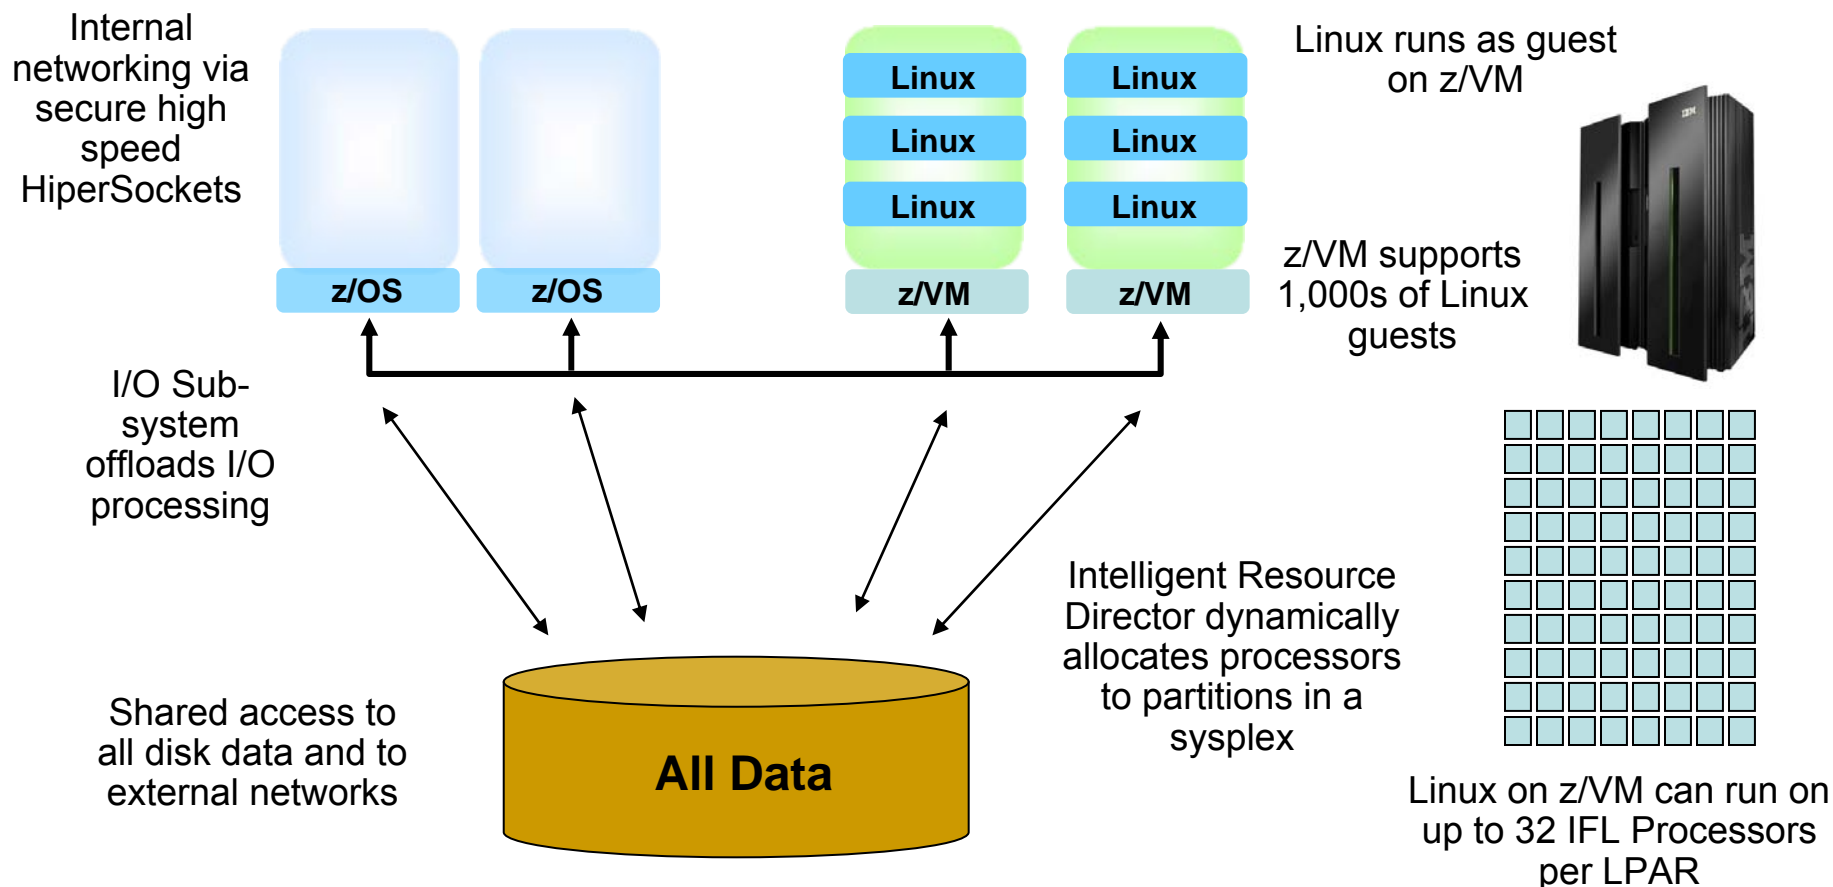 Internal
networking via
secure high
speed
HiperSockets
Linux
Linux
Linux
Linux
Linux
Linux
z/OS
z/OS
z/VM
z/VM
Linux runs as guest
on z/VM
IBM
z/VM supports
1,000s of Linux
guests
I/O Sub-
system
offloads I/O
processing
Intelligent Resource
Director dynamically
allocates processors
to partitions in a
sysplex
Shared access to
all disk data and to
external networks
All Data
Linux on z/VM can run on
up to 32 IFL Processors
per LPAR